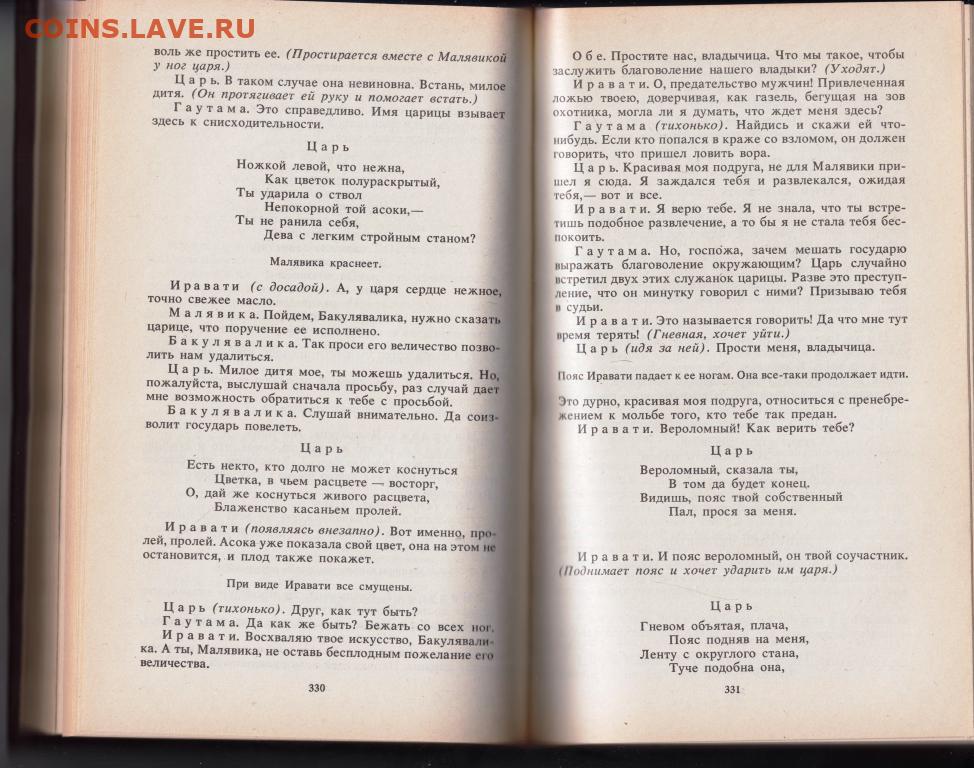 COINS.LAVE.RU
воль же простить ее. (Простирается вместе с Малявикой
у ног царя.)
Царь. В таком случае она невиновна. Встань, милое
дитя. (Он протягивает ей руку и помогает встать.)
Гаутама. Это справедливо. Имя царицы взывает
здесь к снисходительности.
Царь
Ножкой левой, что нежна,
Как цветок полураскрытый,
Ты ударила о ствол
Непокорной той асоки,—
Ты не ранила себя,
Дева с легким стройным станом?
Малявика краснеет.
Иравати (с досадой). А, у царя сердце нежное,
точно свежее масло.
Малявика. Пойдем, Бакулявалика, нужно сказать
царице, что поручение ее исполнено.
Бакулявалика. Так проси его величество позво-
лить нам удалиться.
Царь. Милое дитя мое, ты можешь удалиться. Но,
пожалуйста, выслушай сначала просьбу, раз случай дает
мне возможность обратиться к тебе с просьбой.
Бакулявалика. Слушай внимательно. Да соиз-
волит государь повелеть.
Царь
Есть некто, кто долго не может коснуться
Цветка, в чьем расцвете — восторг,
О, дай же коснуться живого расцвета,
Блаженство касаньем пролей.
Иравати (появляясь внезапно). Вот именно, про-
лей, пролей. Асока уже показала свой цвет, она на этом не
остановится, и плод также покажет.
При виде Иравати все смущены.
Царь (тихонько). Друг, как тут быть?
Гаутама. Да как же быть? Бежать со всех ног.
Иравати. Восхваляю твое искусство, Бакулявали-
ка. А ты, Малявика, не оставь бесплодным пожелание его
величества.
330
Обе. Простите нас, владычица. Что мы такое, чтобы
заслужить благоволение нашего владыки? (Уходят.)
Иравати. О, предательство мужчин! Привлеченная
ложью твоею, доверчивая, как газель, бегущая на зов
охотника, могла ли я думать, что ждет меня здесь?
Гаутама (тихонько). Найдись и скажи ей что-
нибудь. Если кто попался в краже со взломом, он должен
говорить, что пришел ловить вора.
Царь. Красивая моя подруга, не для Малявики при-
шел я сюда. Я заждался тебя и развлекался, ожидая
тебя,— вот и все.
Иравати. Я верю тебе. Я не знала, что ты встре-
тишь подобное развлечение, а то бы я не стала тебя бес-
покоить.
Гаутама. Но, госпожа, зачем мешать государю
выражать благоволение окружающим? Царь случайно
встретил двух этих служанок царицы. Разве это преступ-
ление, что он минутку говорил с ними? Призываю тебя
в судьи.
Иравати. Это называется говорить! Да что мне тут
время терять! (Гневная, хочет уйти.)
Царь (идя за ней). Прости меня, владычица.
Пояс Иравати падает к ее ногам. Она все-таки продолжает идти.
Это дурно, красивая моя подруга, относиться с пренебре-
жением к мольбе того, кто тебе так предан.
Иравати. Вероломный! Как верить тебе?
Царь
Вероломный, сказала ты,
В том да будет конец.
Видишь, пояс твой собственный
Пал, прося за меня.
Иравати. И пояс вероломный, он твой соучастник.
(Поднимает пояс и хочет ударить им царя.)
Царь
Гневом объятая, плача,
Пояс подняв на меня,
Ленту с округлого стана,
Туче подобна она,
331